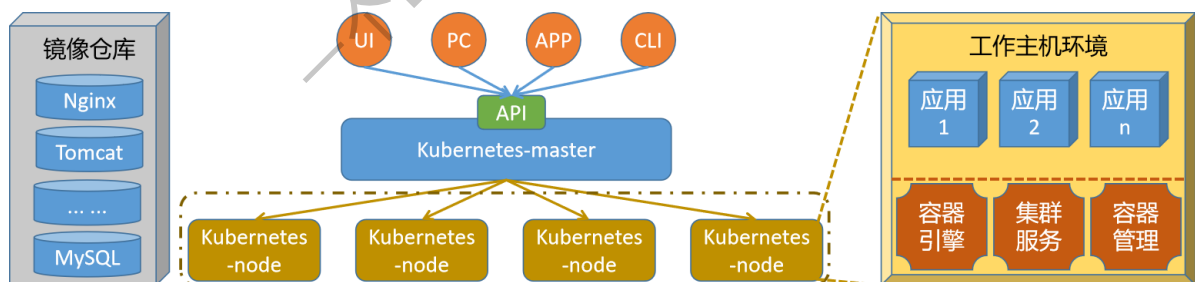 镜像仓库
Nginx
Tomcat
... ...
MySQL
UI
PC
APP
CLI
API
Kubernetes-master
Kubernetes
-node
Kubernetes
-node
Kubernetes
-node
Kubernetes
-node
工作主机环境
应用
1
应用
2
应用
n
容器
引擎
集群
服务
容器
管理